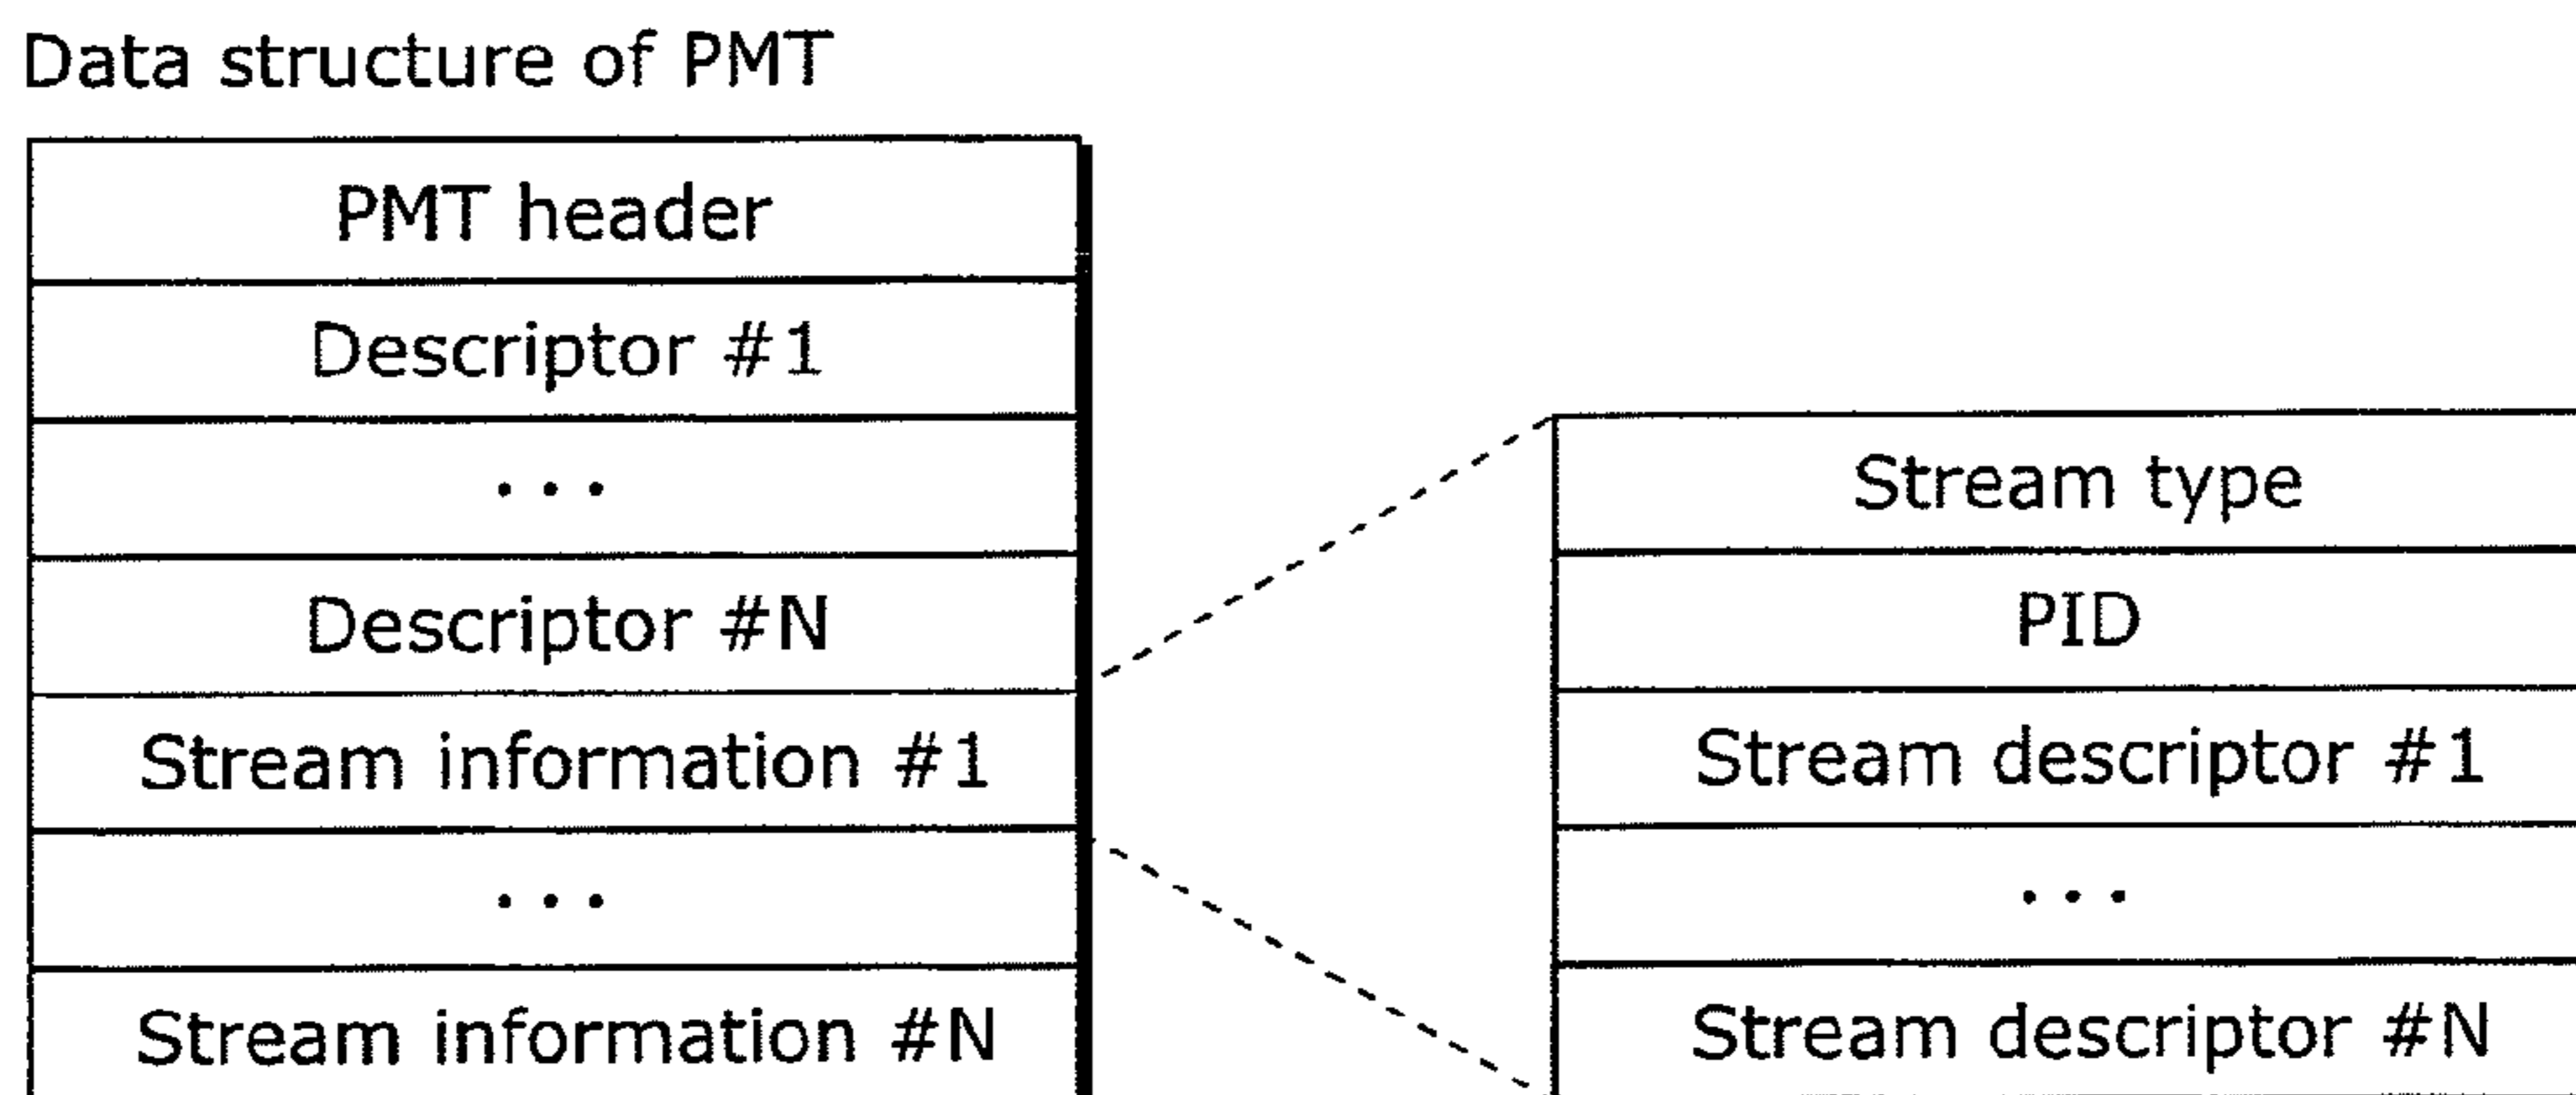 Data structure of PMT
PMT header
Descriptor #1
...
Descriptor #N
Stream information #1
...
Stream information #N
Stream type
PID
Stream descriptor #1
...
Stream descriptor #N